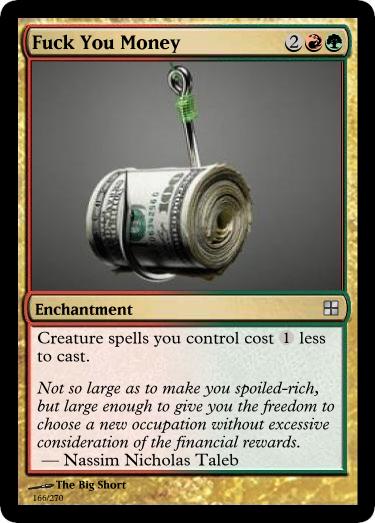 Fuck You Money 2
Enchantment
Creature spells you control cost 1 less
to cast.
Not so large as to make you spoiled-rich,
but large enough to give you the freedom to
choose a new occupation without excessive
consideration of the financial rewards.
— Nassim Nicholas Taleb
The Big Short
166/270